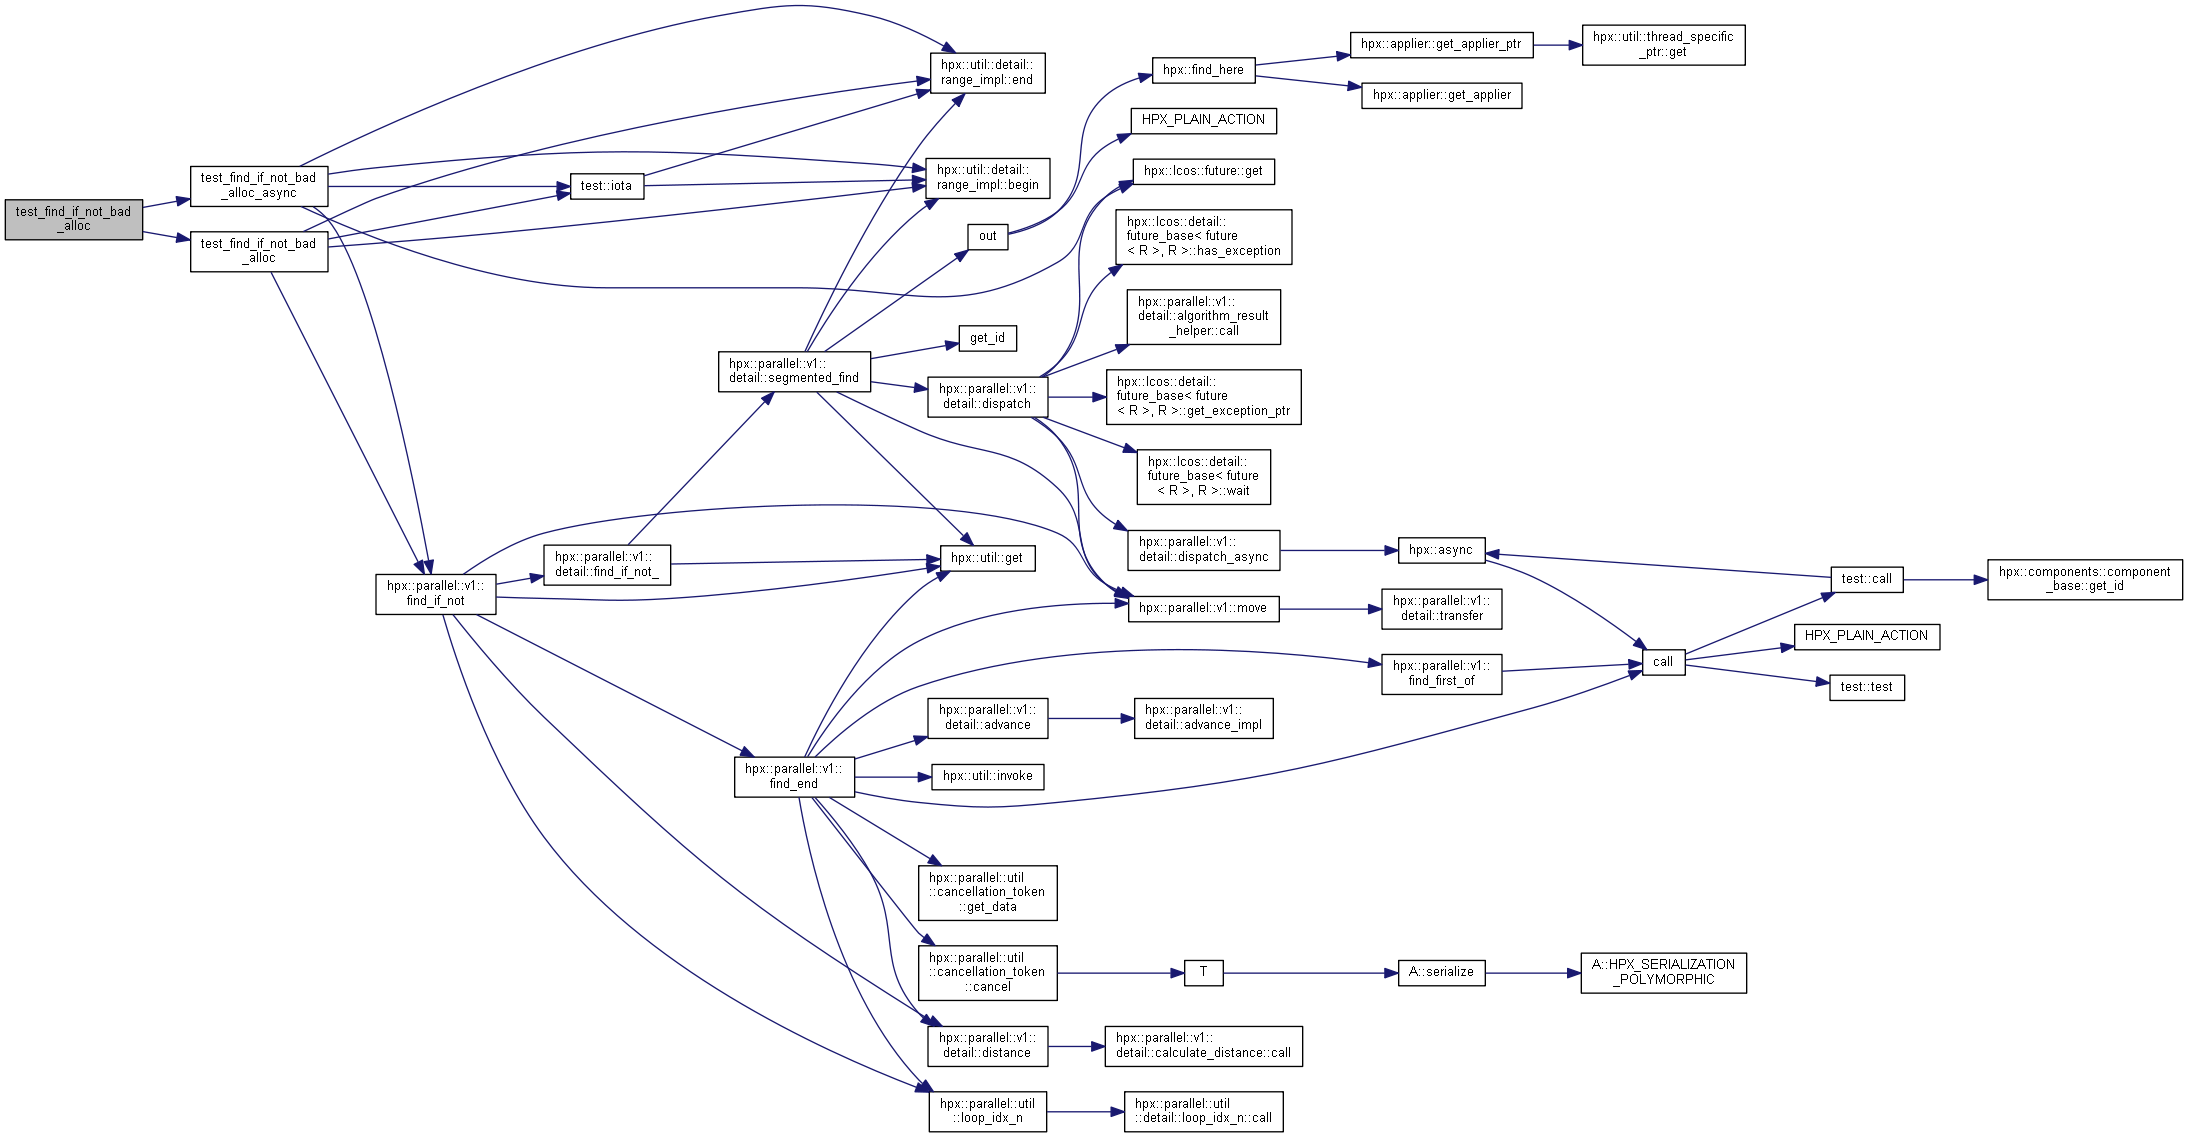 test_find_if_not_bad
_alloc
test_find_if_not_bad
_alloc_async
test_find_if_not_bad
_alloc
test::iota
hpx::parallel::v1::
find_if_not
hpx::parallel::v1::
detail::find_if_not_
hpx::parallel::v1::
detail::segmented_find
hpx::parallel::v1::
find_end
hpx::util::detail::
range_impl::end
hpx::util::detail::
range_impl::begin
out
get_id
hpx::parallel::v1::
detail::dispatch
hpx::util::get
hpx::parallel::v1::
detail::advance
hpx::util::invoke
hpx::parallel::util
::cancellation_token
::get_data
hpx::parallel::util
::cancellation_token
::cancel
hpx::parallel::v1::
detail::distance
hpx::parallel::util
::loop_idx_n
hpx::find_here
HPX_PLAIN_ACTION
hpx::lcos::future::get
hpx::lcos::detail::
future_base< future
< R >, R >::has_exception
hpx::parallel::v1::
detail::algorithm_result
_helper::call
hpx::lcos::detail::
future_base< future
< R >, R >::get_exception_ptr
hpx::lcos::detail::
future_base< future
< R >, R >::wait
hpx::parallel::v1::
detail::dispatch_async
hpx::parallel::v1::move
hpx::parallel::v1::
detail::advance_impl
T
hpx::parallel::v1::
detail::calculate_distance::call
hpx::parallel::util
::detail::loop_idx_n::call
hpx::applier::get_applier_ptr
hpx::applier::get_applier
hpx::async
hpx::parallel::v1::
detail::transfer
hpx::parallel::v1::
find_first_of
A::serialize
hpx::util::thread_specific
_ptr::get
call
A::HPX_SERIALIZATION
_POLYMORPHIC
test::call
HPX_PLAIN_ACTION
test::test
hpx::components::component
_base::get_id